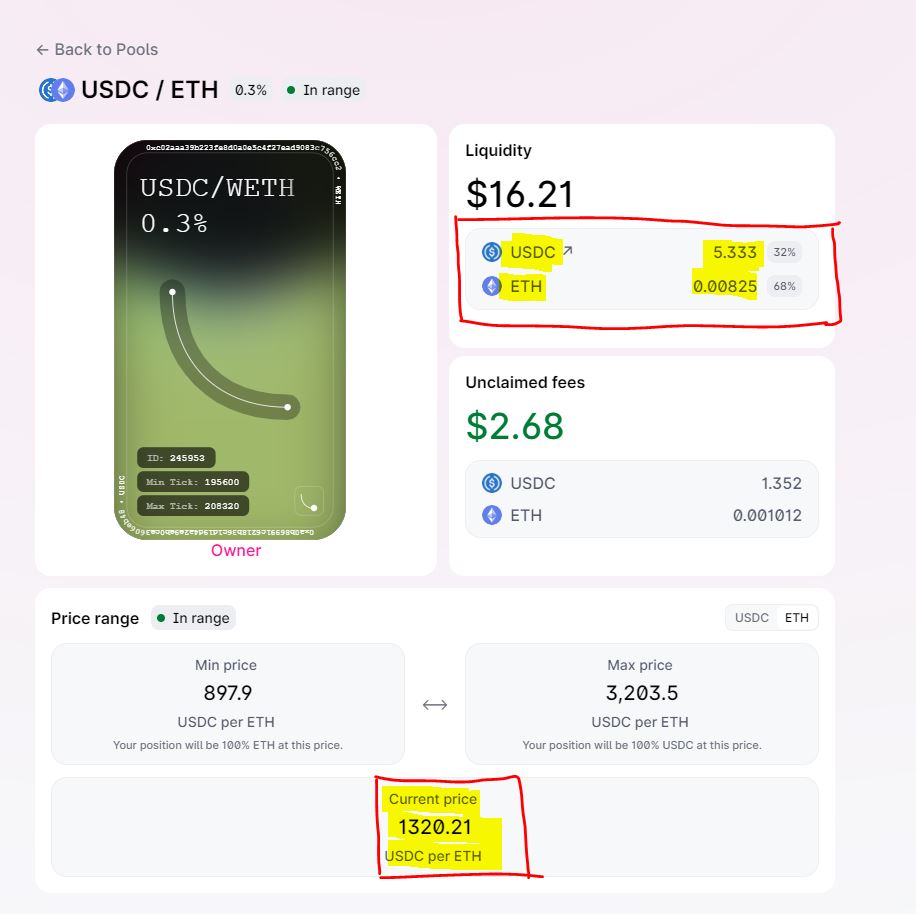 ← Back to Pools
USDC / ETH 0.3% In range
0xc02aaa39b223fe8d0a0e5c4f27ead9083c756cc2 • WETH
USDC/WETH
0.3%
ID: 245953
Min Tick: 195600
Max Tick: 208320
• USDC
Owner
Liquidity
$16.21
USDC↗ 5.333 32%
ETH 0.00825 68%
Unclaimed fees
$2.68
USDC 1.352
ETH 0.001012
Price range In range
USDC ETH
Min price
897.9
USDC per ETH
Your position will be 100% ETH at this price.
↔
Max price
3,203.5
USDC per ETH
Your position will be 100% USDC at this price.
Current price
1320.21
USDC per ETH